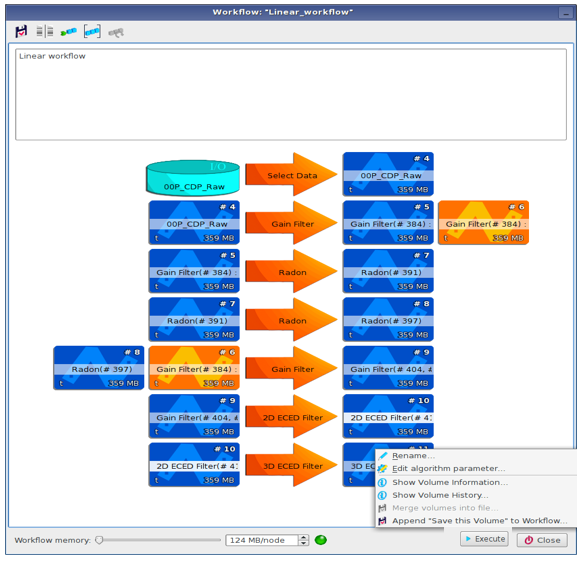 Workflow: "Linear_workflow"
Linear workflow
I/O
00P_CDP_Raw
Select Data
# 4
00P_CDP_Raw
t 359 MB
# 4
00P_CDP_Raw
t 359 MB
Gain Filter
# 5
Gain Filter(# 384) :
t 359 MB
# 6
Gain Filter(# 384) :
t 359 MB
# 5
Gain Filter(# 384) :
t 359 MB
Radon
# 7
Radon(# 391)
t 359 MB
# 7
Radon(# 391)
t 359 MB
Radon
# 8
Radon(# 397)
t 359 MB
# 8
Radon(# 397)
t 359 MB
# 6
Gain Filter(# 384) :
t 359 MB
Gain Filter
# 9
Gain Filter(# 404, #
t 359 MB
# 9
Gain Filter(# 404, #
t 359 MB
2D ECED Filter
# 10
2D ECED Filter(# 4
t 359 MB
# 10
2D ECED Filter(# 4
t 359 MB
3D ECED Filter
3D EC
t
Rename...
Edit algorithm parameter...
Show Volume Information...
Show Volume History...
Merge volumes into file...
Append "Save this Volume" to Workflow...
Workflow memory:
124 MB/node
Execute
Close